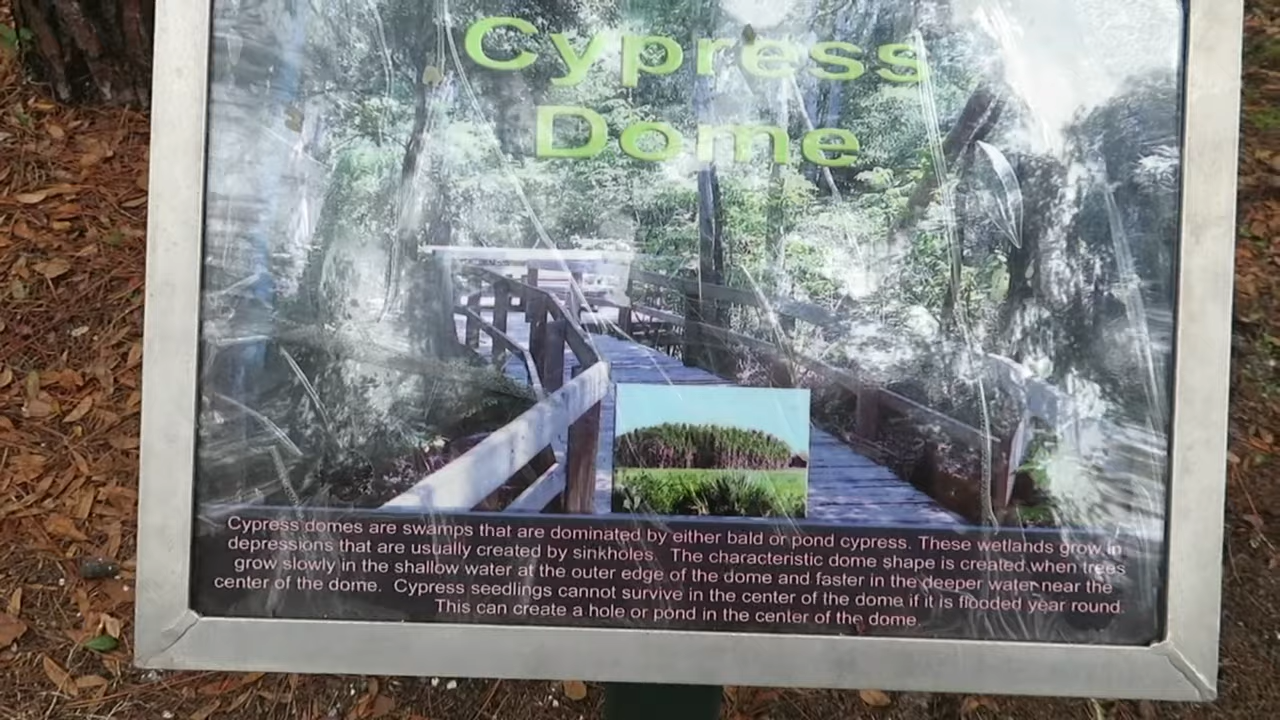 Cypress
Dome
Cypress domes are swamps that are dominated by either bald or pond cypress. These wetlands grow in
depressions that are usually created by sinkholes. The characteristic dome shape is created when trees
grow slowly in the shallow water at the outer edge of the dome and faster in the deeper water near the
center of the dome. Cypress seedlings cannot survive in the center of the dome if it is flooded year round.
This can create a hole or pond in the center of the dome.